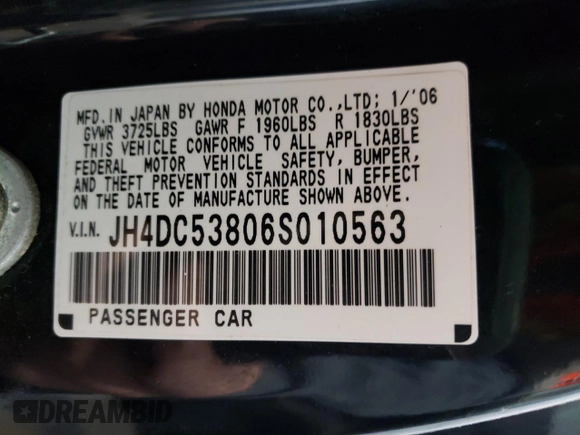 MFD. IN JAPAN BY HONDA MOTOR CO.,LTD; 1/'06
GVWR 3725LBS GAWR F 1960LBS R 1830LBS
THIS VEHICLE CONFORMS TO ALL APPLICABLE
FEDERAL MOTOR VEHICLE SAFETY, BUMPER,
AND THEFT PREVENTION STANDARDS IN EFFECT
ON THE DATE OF MANUFACTURE SHOWN ABOVE.
V.I.N. JH4DC53806S010563
PASSENGER CAR
DREAMBID